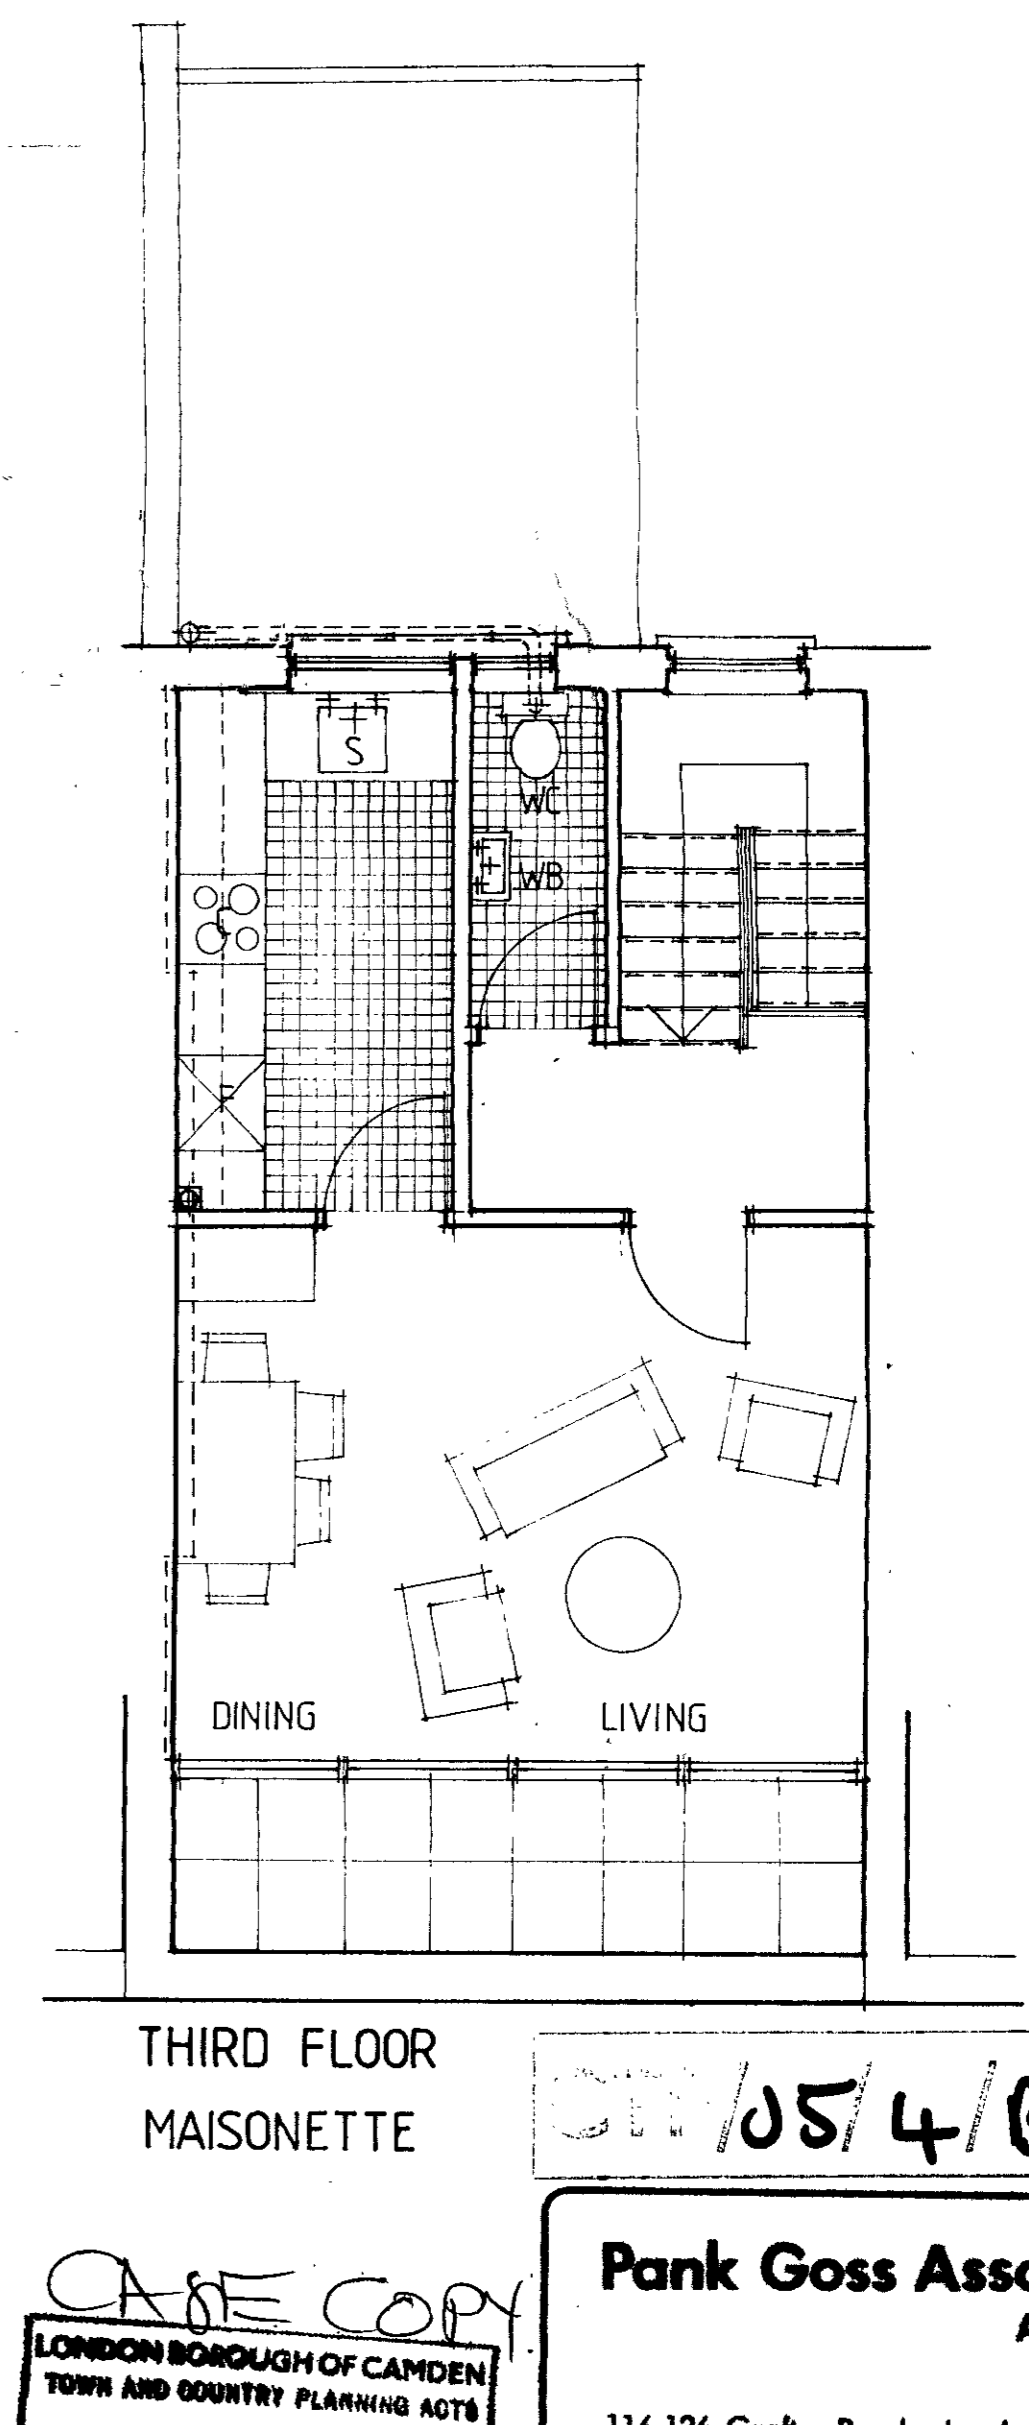 S
WC
WB
C
F
DINING
LIVING
THIRD FLOOR
MAISONETTE
/05/4/
CASE COPY
Pank Goss
LONDON BOROUGH OF CAMDEN
TOWN AND COUNTRY PLANNING ACTS